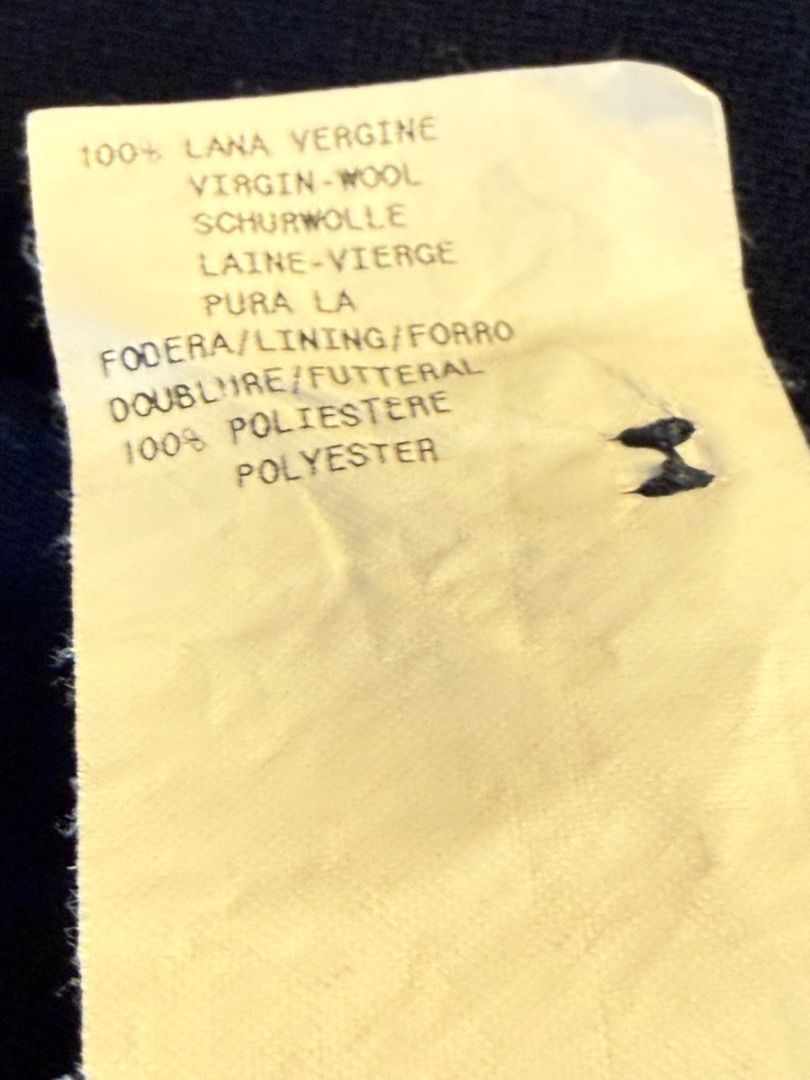 100% LANA VERGINE
VIRGIN-WOOL
SCHURWOLLE
LAINE-VIERGE
PURA LA
FODERA/LINING/FORRO
DOUBLURE/FUTTERAL
100% POLIESTERE
POLYESTER